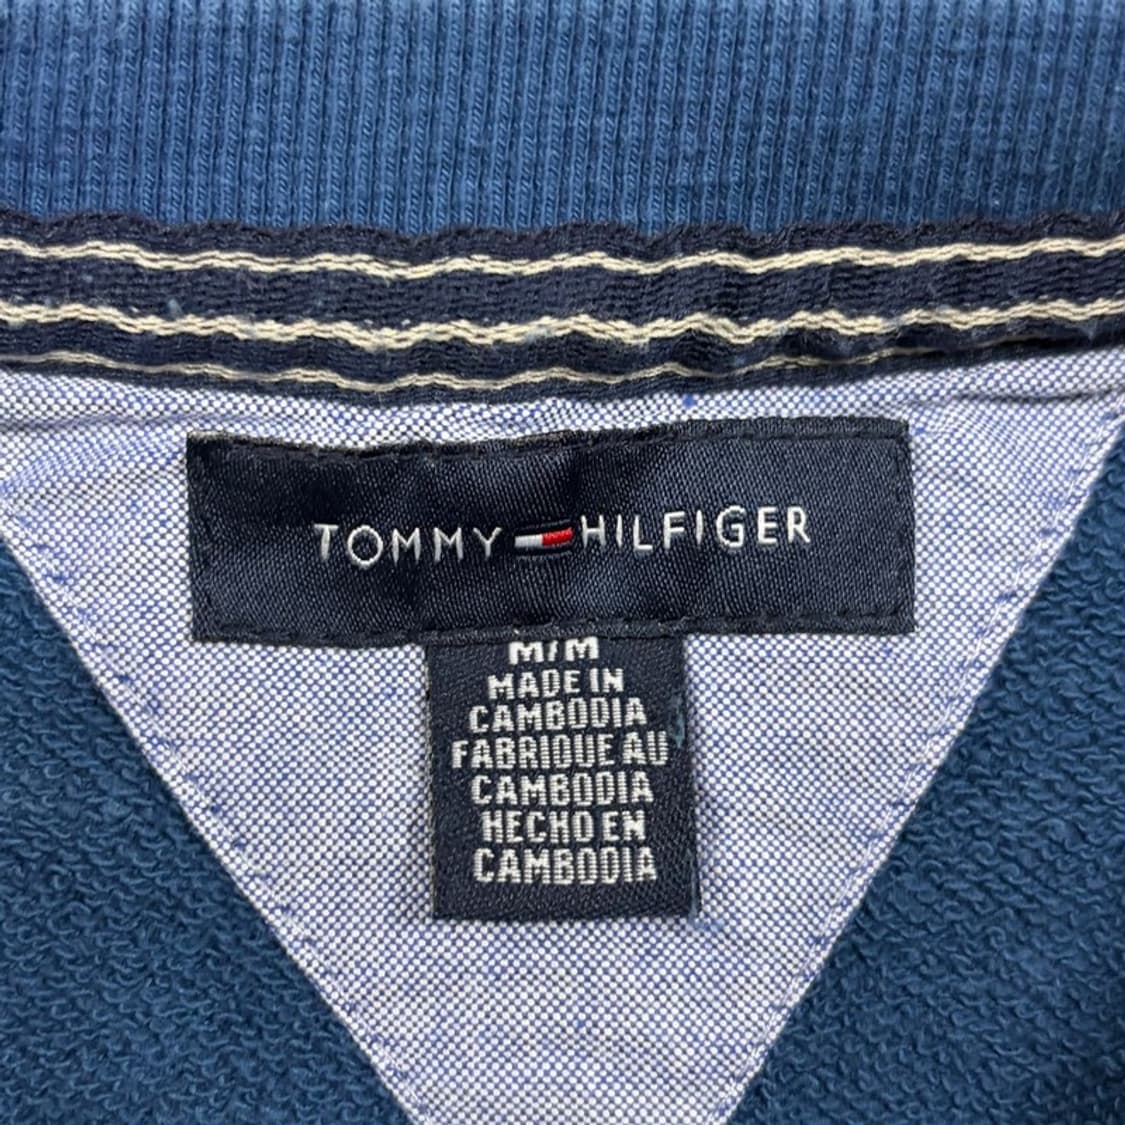 TOMMY HILFIGER
M/M
MADE IN
CAMBODIA
FABRIQUE AU
CAMBODIA
HECHO EN
CAMBODIA